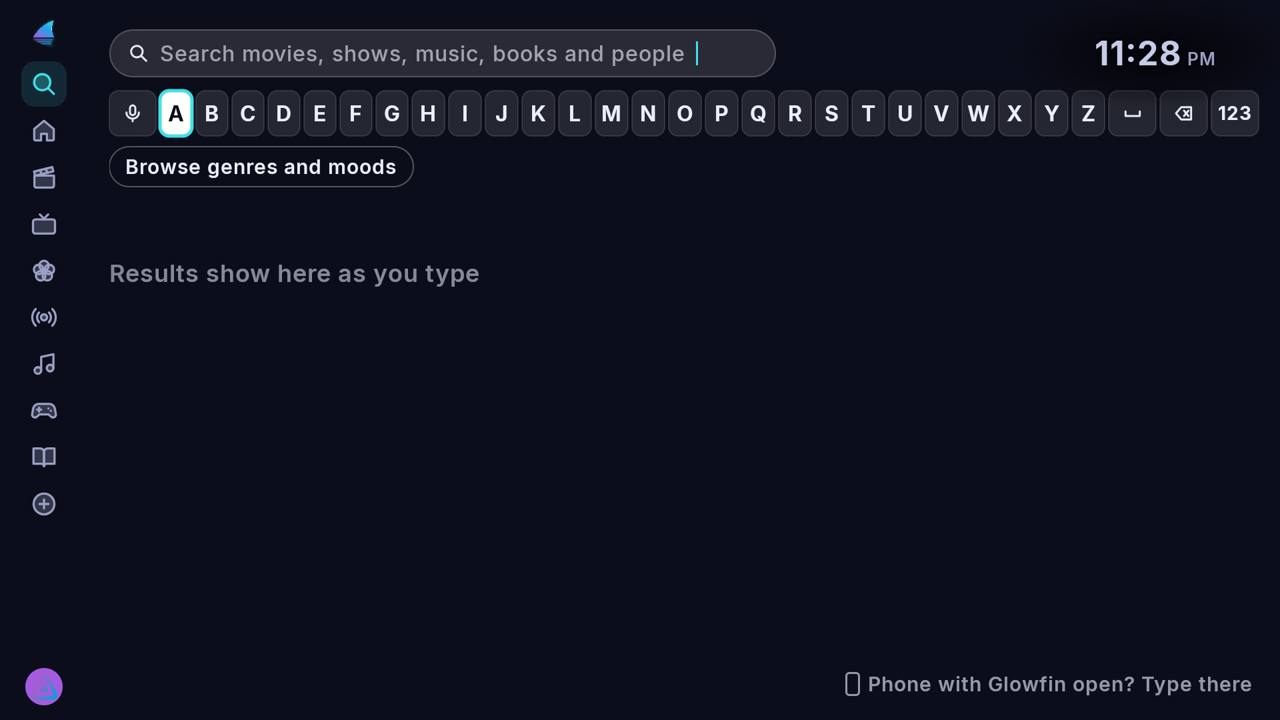 Search movies, shows, music, books and people
11:28 PM
A B C D E F G H I J K L M N O P Q R S T U V W X Y Z 123
Browse genres and moods
Results show here as you type
Phone with Glowfin open? Type there